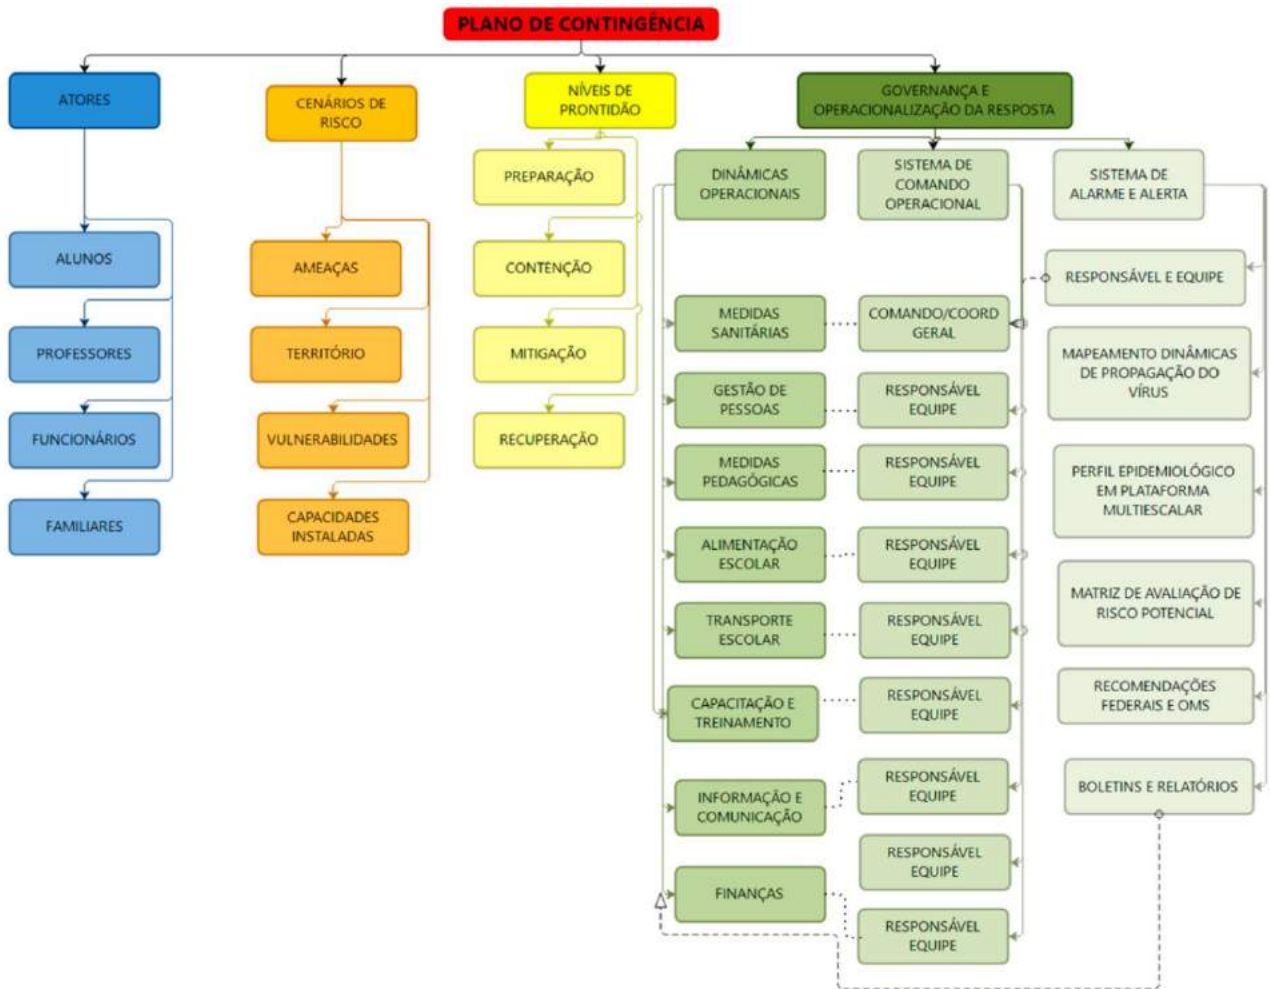 PLANO DE CONTINGÊNCIA
ATORES
ALUNOS
PROFESSORES
FUNCIONÁRIOS
FAMILIARES
CENÁRIOS DE
RISCO
AMEAÇAS
TERRITÓRIO
VULNERABILIDADES
CAPACIDADES
INSTALADAS
NÍVEIS DE
PRONTIDÃO
PREPARAÇÃO
CONTENÇÃO
MITIGAÇÃO
RECUPERAÇÃO
GOVERNANÇA E
OPERACIONALIZAÇÃO DA RESPOSTA
DINÂMICAS
OPERACIONAIS
MEDIDAS
SANITÁRIAS
GESTÃO DE
PESSOAS
MEDIDAS
PEDAGÓGICAS
ALIMENTAÇÃO
ESCOLAR
TRANSPORTE
ESCOLAR
CAPACITAÇÃO E
TREINAMENTO
INFORMAÇÃO E
COMUNICAÇÃO
FINANÇAS
SISTEMA DE
COMANDO
OPERACIONAL
COMANDO/COORD
GERAL
RESPONSÁVEL
EQUIPE
RESPONSÁVEL
EQUIPE
RESPONSÁVEL
EQUIPE
RESPONSÁVEL
EQUIPE
RESPONSÁVEL
EQUIPE
RESPONSÁVEL
EQUIPE
RESPONSÁVEL
EQUIPE
RESPONSÁVEL
EQUIPE
SISTEMA DE
ALARME E ALERTA
RESPONSÁVEL E EQUIPE
MAPEAMENTO DINÂMICAS
DE PROPAGAÇÃO DO
VÍRUS
PERFIL EPIDEMIOLÓGICO
EM PLATAFORMA
MULTIESCALAR
MATRIZ DE AVALIAÇÃO DE
RISCO POTENCIAL
RECOMENDAÇÕES
FEDERAIS E OMS
BOLETINS E RELATÓRIOS